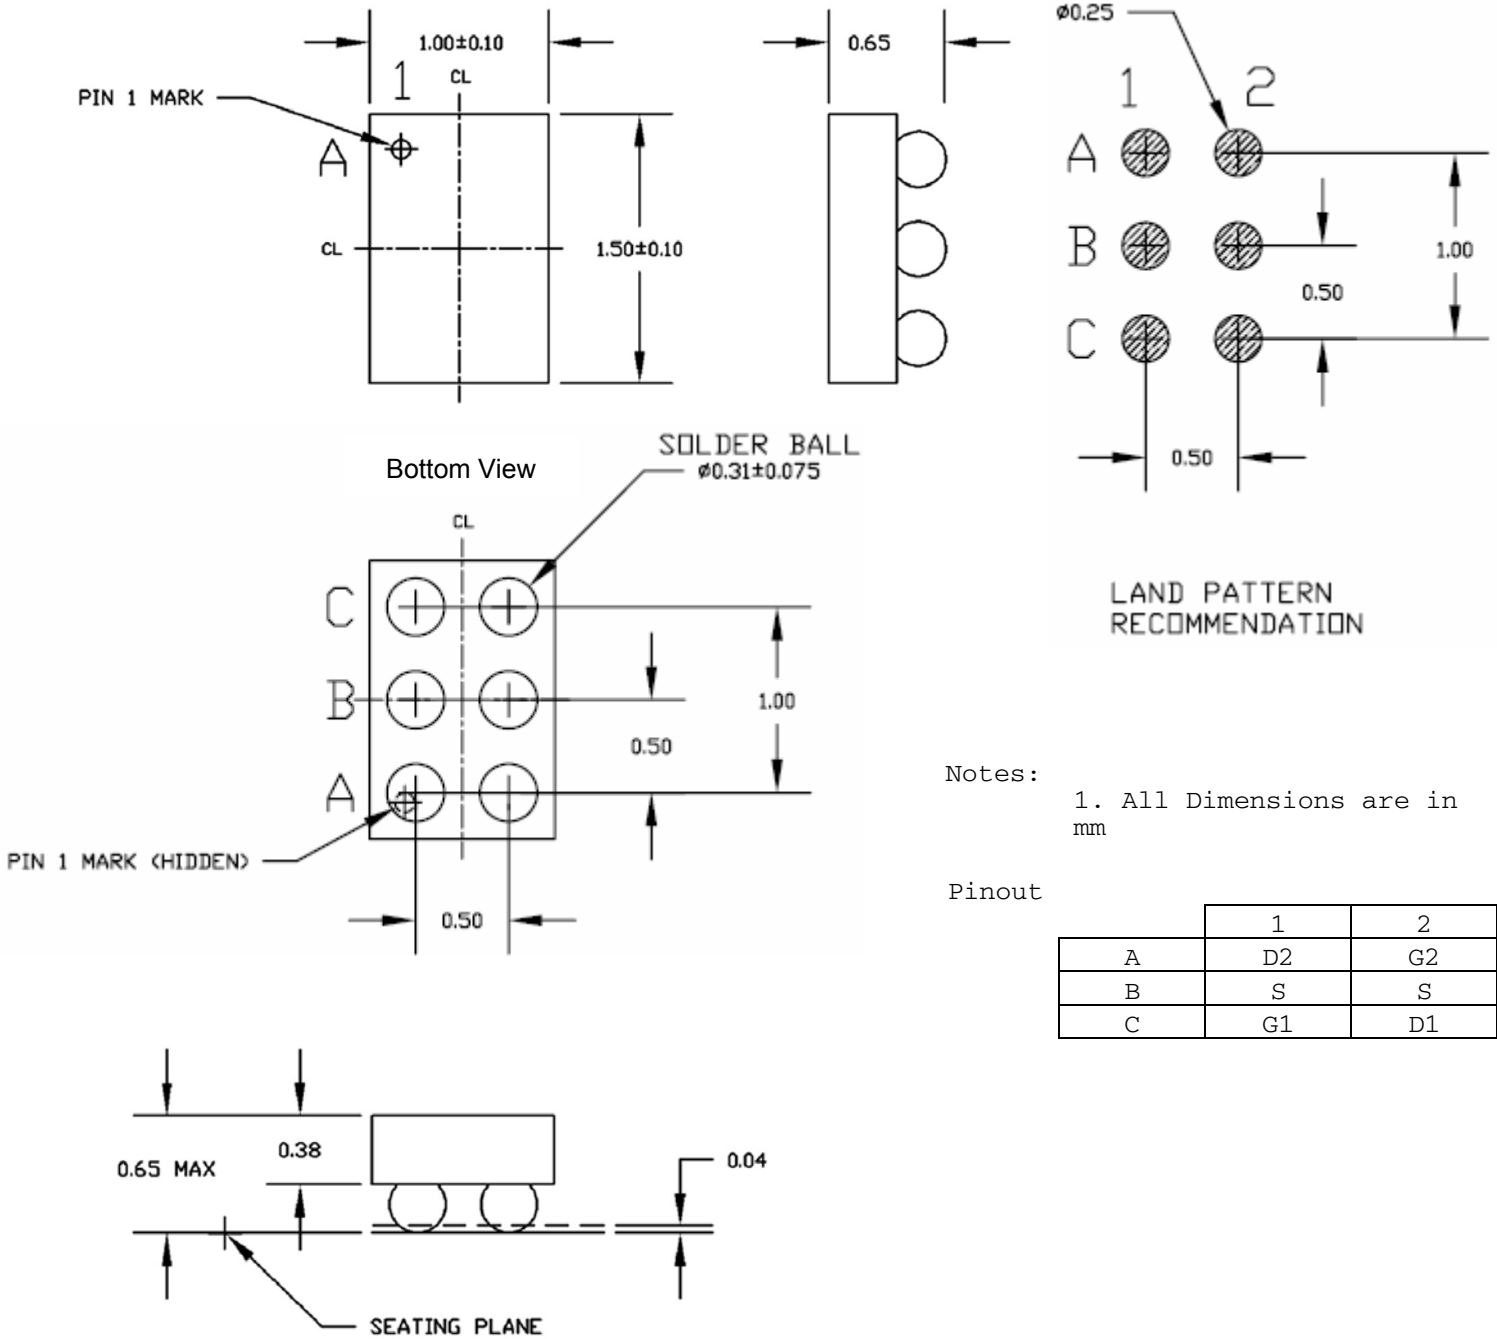 1.00±0.10
1
CL
PIN 1 MARK
A
CL
1.50±0.10
0.65
ø0.25
1 2
A
B
C
1.00
0.50
0.50
LAND PATTERN
RECOMMENDATION
Bottom View
SOLDER BALL
ø0.31±0.075
CL
C
B
A
1.00
0.50
PIN 1 MARK (HIDDEN)
0.50
Notes:
1. All Dimensions are in
mm
Pinout
1 2
A D2 G2
B S S
C G1 D1
0.65 MAX
0.38
0.04
SEATING PLANE